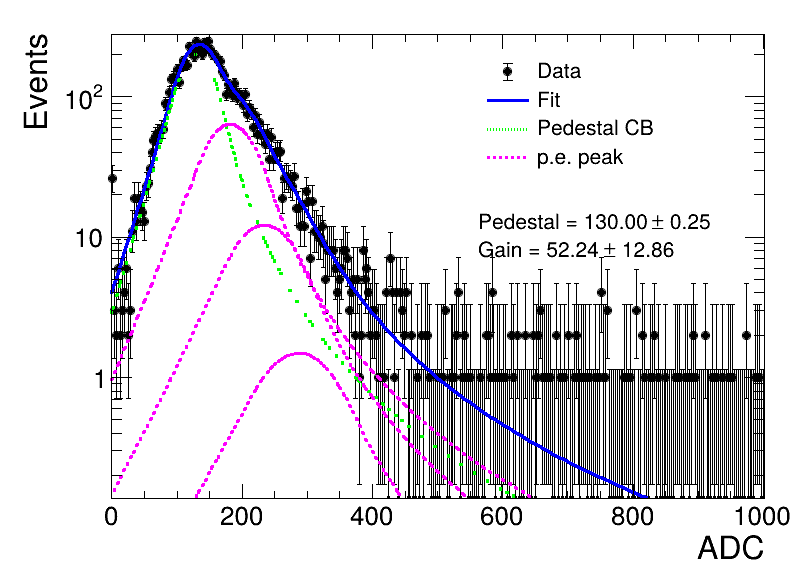 Events
Data
Fit
Pedestal CB
p.e. peak
Pedestal = 130.00 ± 0.25
Gain = 52.24 ± 12.86
10²
10
1
0 200 400 600 800 1000
ADC